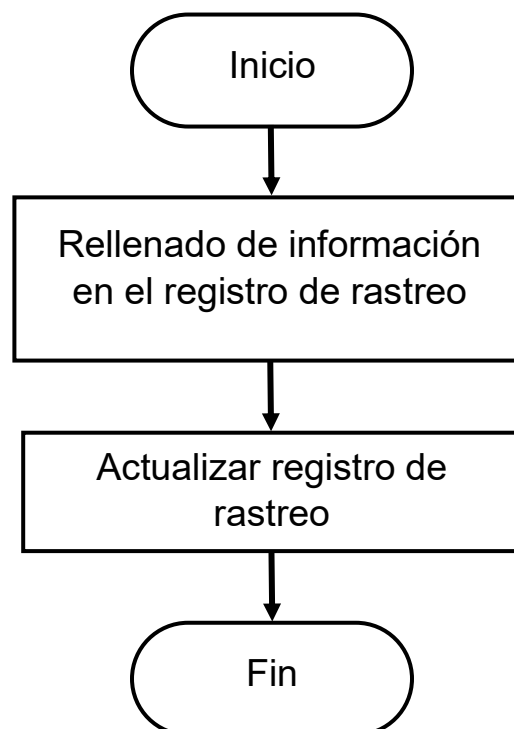 Inicio
Rellenado de información
en el registro de rastreo
Actualizar registro de
rastreo
Fin